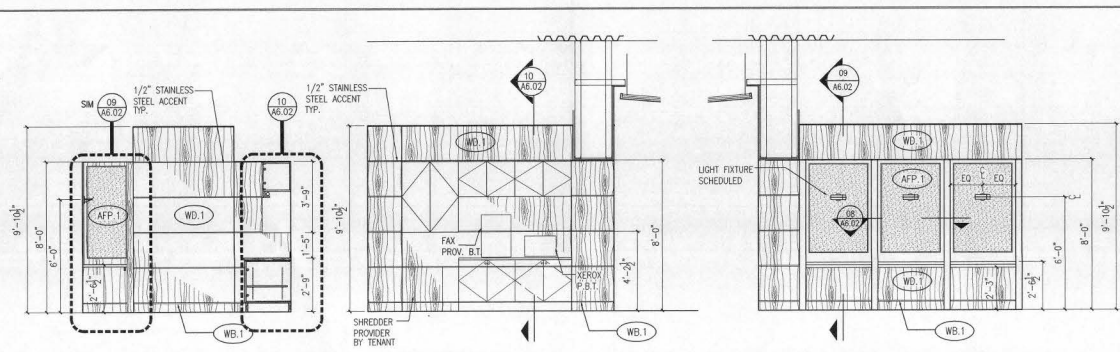 SIM
09
A6.02
1/2" STAINLESS
STEEL ACCENT
TYP.
10
A6.02
9'-10½"
8'-0"
6'-0"
2'-6½"
AFP.1
WD.1
3'-9"
1'-5"
2'-9"
WB.1
1/2" STAINLESS
STEEL ACCENT
TYP.
10
A6.02
WD.1
9'-10½"
FAX
PROV. B.T.
XEROX
P.B.T.
8'-0"
4'-2½"
SHREDDER
PROVIDER
BY TENANT
WB.1
09
A6.02
WD.1
LIGHT FIXTURE
SCHEDULED
AFP.1
EQ
EQ
08
A6.02
WD.1
2'-3"
2'-6½"
6'-0"
8'-0"
9'-10½"
WB.1